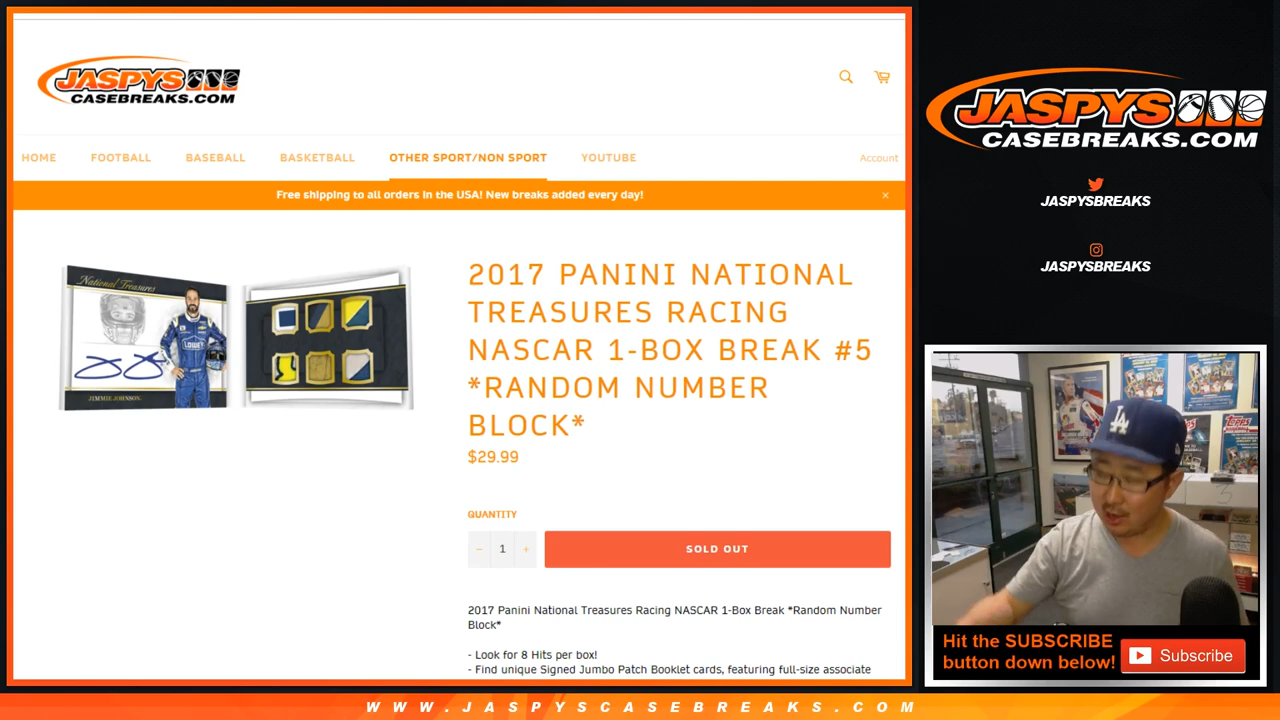 JASPYS
CASEBREAKS.COM
HOME
FOOTBALL
BASEBALL
BASKETBALL
OTHER SPORT/NON SPORT
YOUTUBE
Account
Free shipping to all orders in the USA! New breaks added every day!
×
National Treasures
LOWE'S
JIMMIE JOHNSON
2017 PANINI NATIONAL
TREASURES RACING
NASCAR 1-BOX BREAK #5
*RANDOM NUMBER
BLOCK*
$29.99
QUANTITY
− 1 +
SOLD OUT
2017 Panini National Treasures Racing NASCAR 1-Box Break *Random Number
Block*
- Look for 8 Hits per box!
- Find unique Signed Jumbo Patch Booklet cards, featuring full-size associate
JASPYS
CASEBREAKS.COM
JASPYSBREAKS
JASPYSBREAKS
LA
topps
Hit the SUBSCRIBE
button down below!
Subscribe
WWW.JASPYSCASEBREAKS.COM